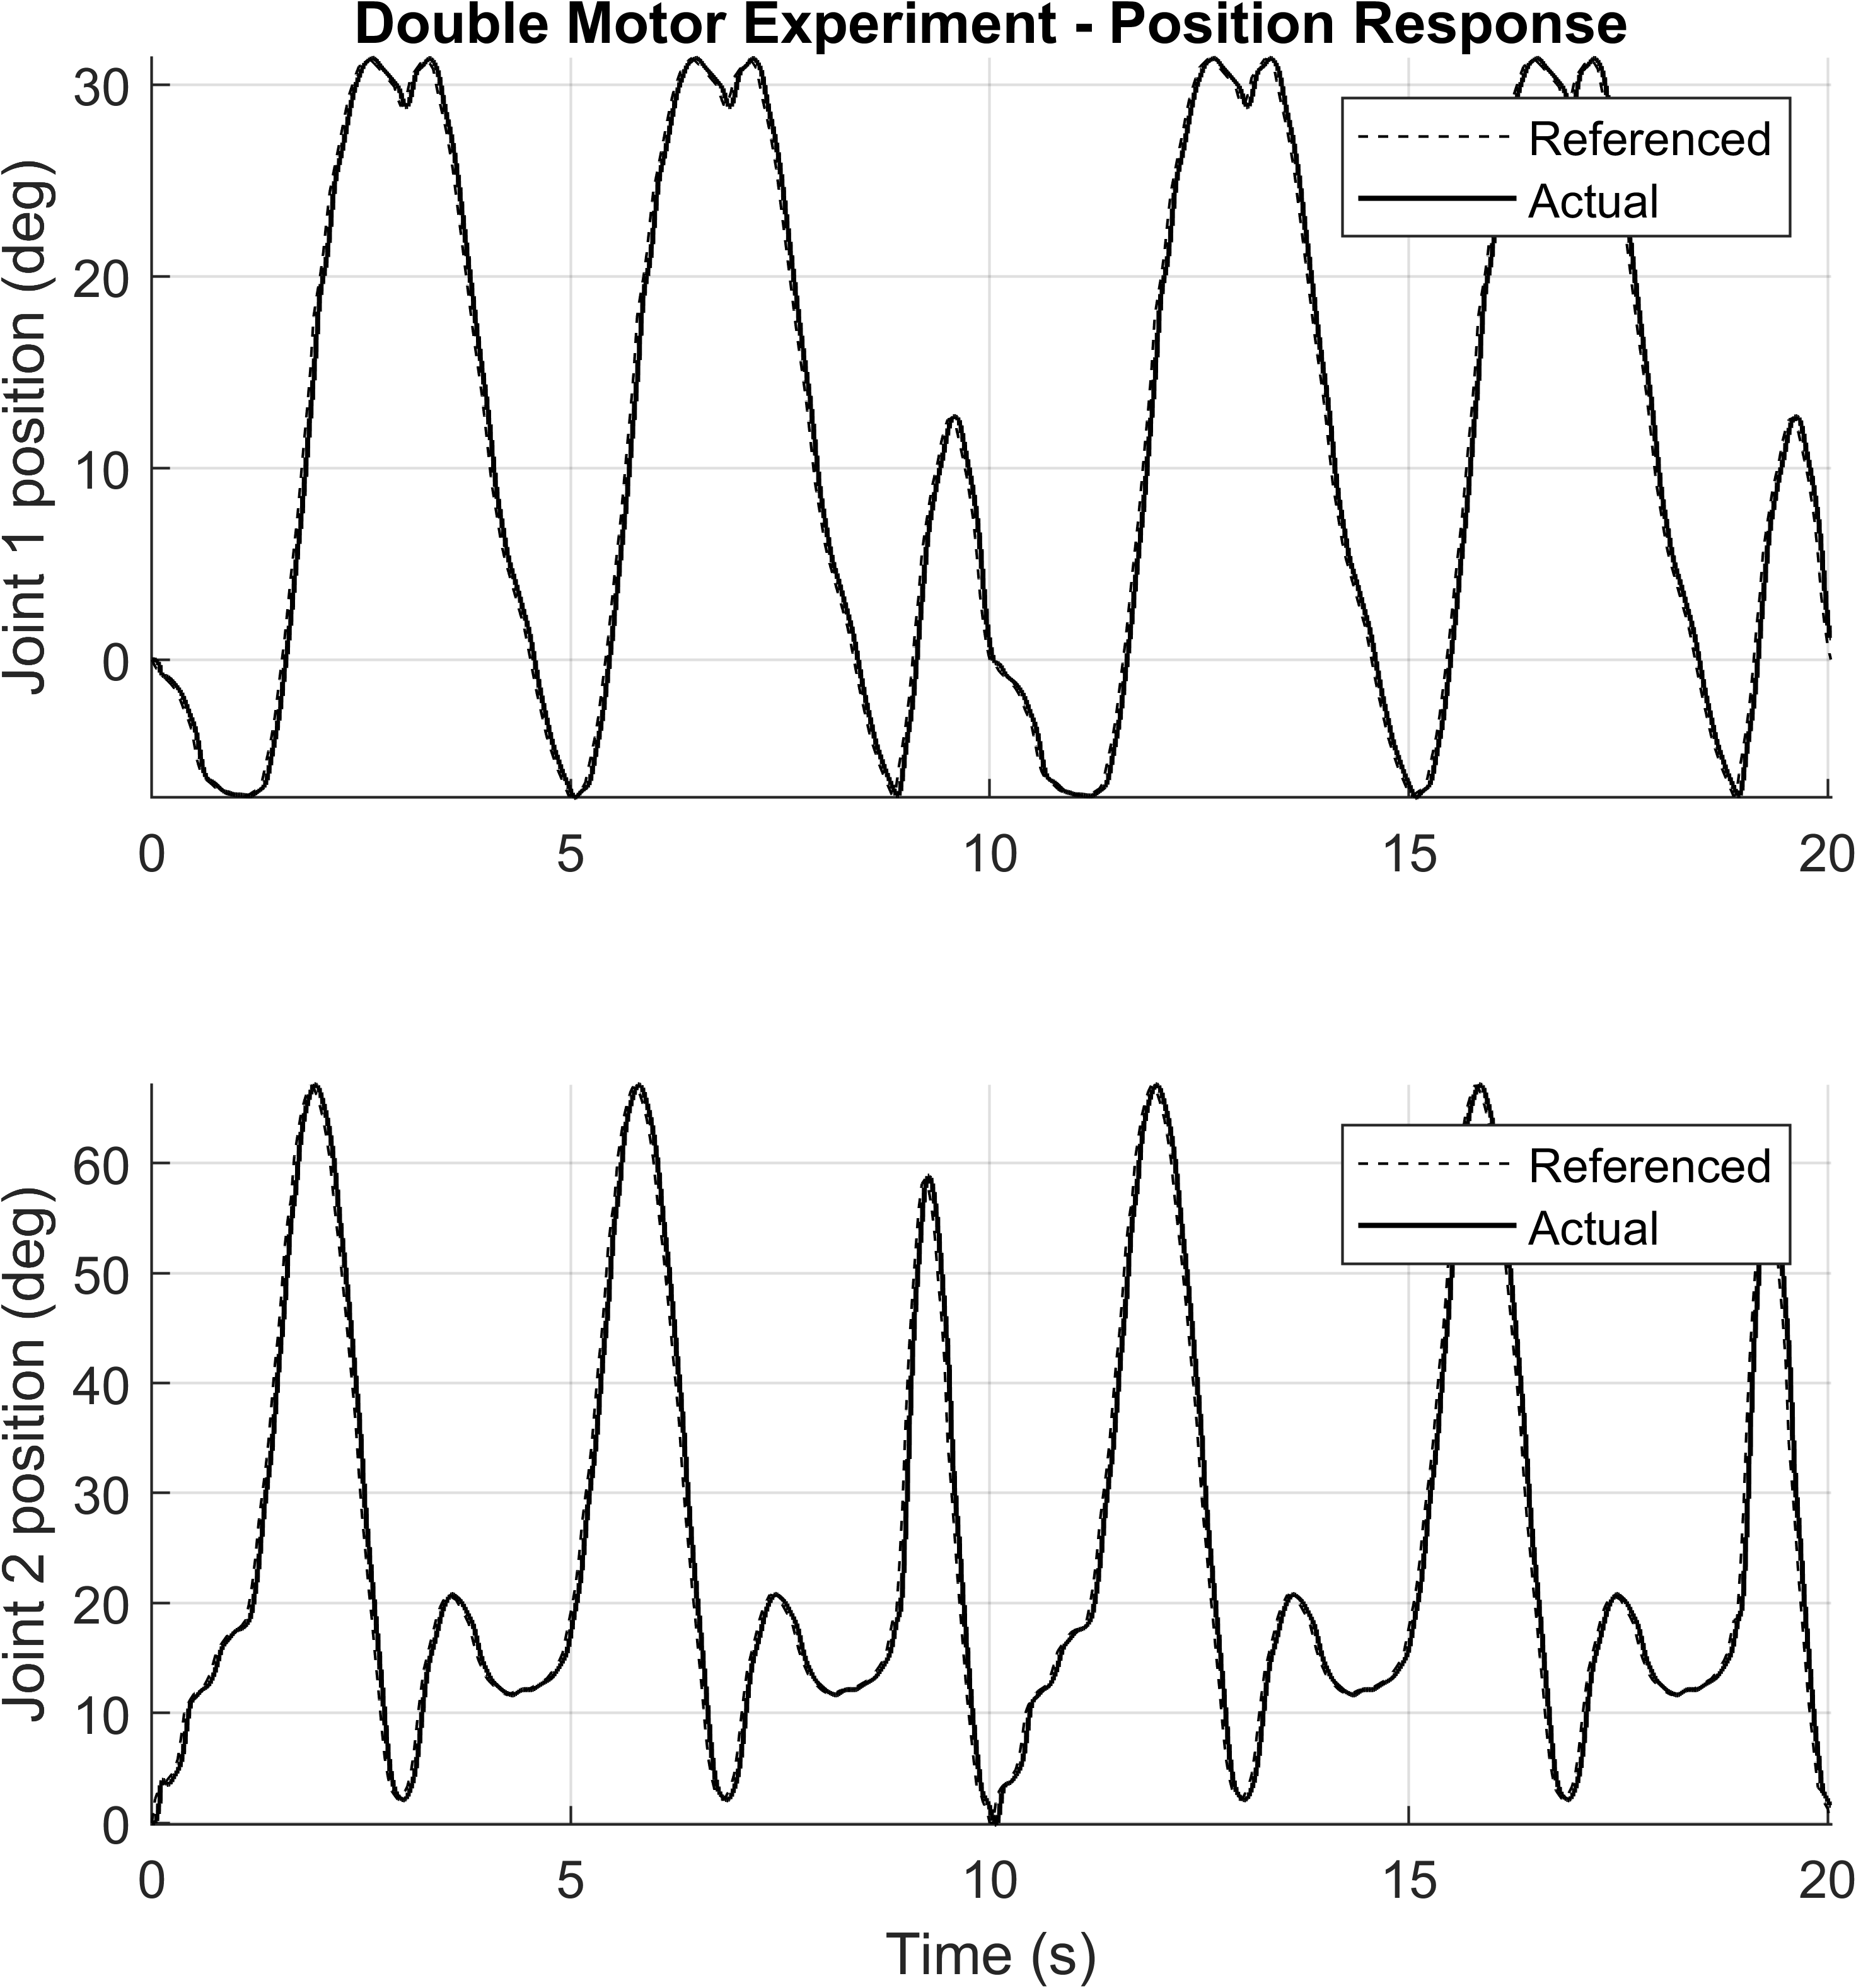 Double Motor Experiment - Position Response
Joint 1 position (deg)
30
20
10
0
Referenced
Actual
0 5 10 15 20
Joint 2 position (deg)
60
50
40
30
20
10
0
Referenced
Actual
0 5 10 15 20
Time (s)